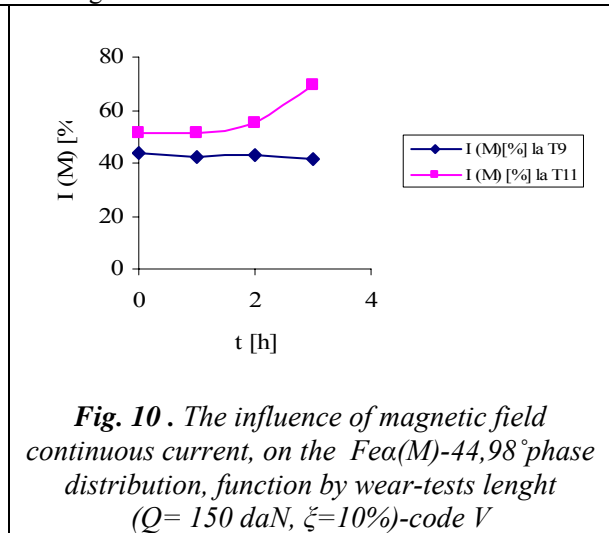 80
60
40
20
0
I (M) [%
0
2
4
t [h]
I (M)[%] la T9
I (M) [%] la T11
Fig. 10 . The influence of magnetic field
continuous current, on the Feα(M)-44,98˚phase
distribution, function by wear-tests lenght
(Q= 150 daN, ξ=10%)-code V